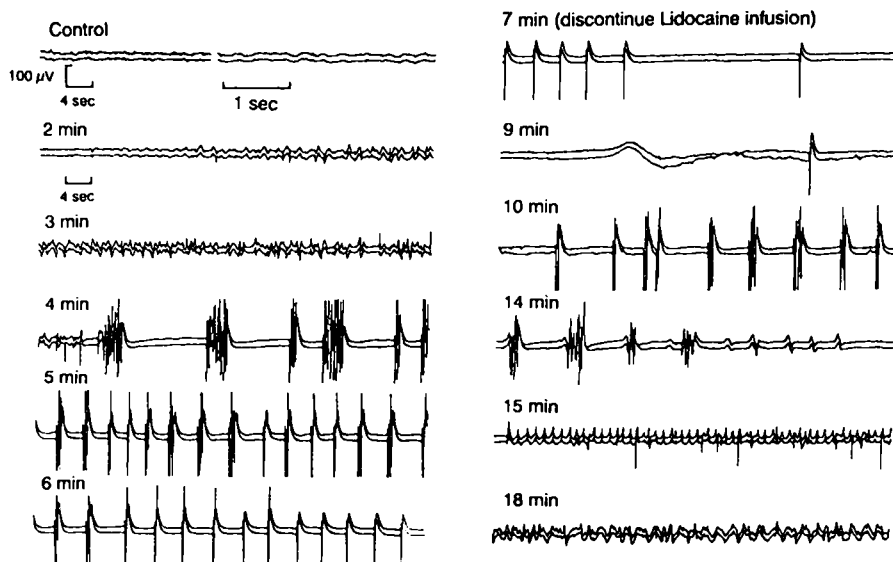 Control
100 μV
4 sec
1 sec
2 min
4 sec
3 min
4 min
5 min
6 min
7 min (discontinue Lidocaine infusion)
9 min
10 min
14 min
15 min
18 min